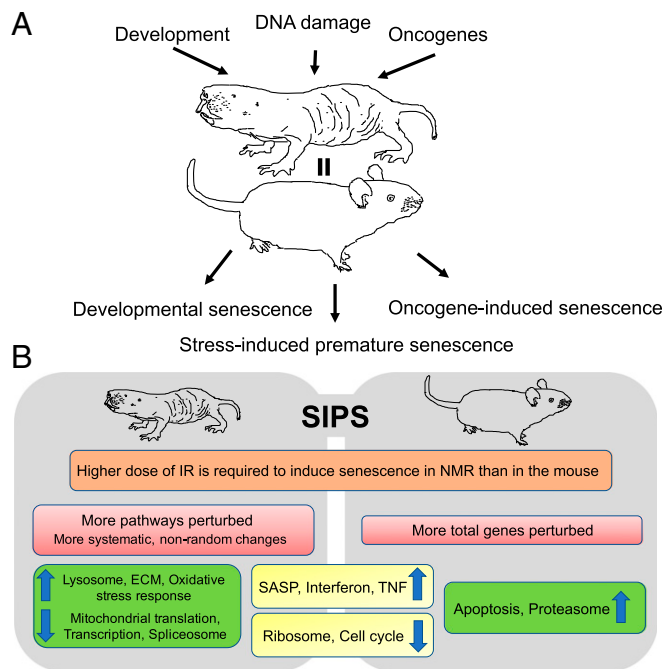 A
Development
DNA damage
Oncogenes
=
Developmental senescence
Oncogene-induced senescence
Stress-induced premature senescence
B
SIPS
Higher dose of IR is required to induce senescence in NMR than in the mouse
More pathways perturbed
More systematic, non-random changes
More total genes perturbed
Lysosome, ECM, Oxidative
stress response
Mitochondrial translation,
Transcription, Spliceosome
SASP, Interferon, TNF
Ribosome, Cell cycle
Apoptosis, Proteasome